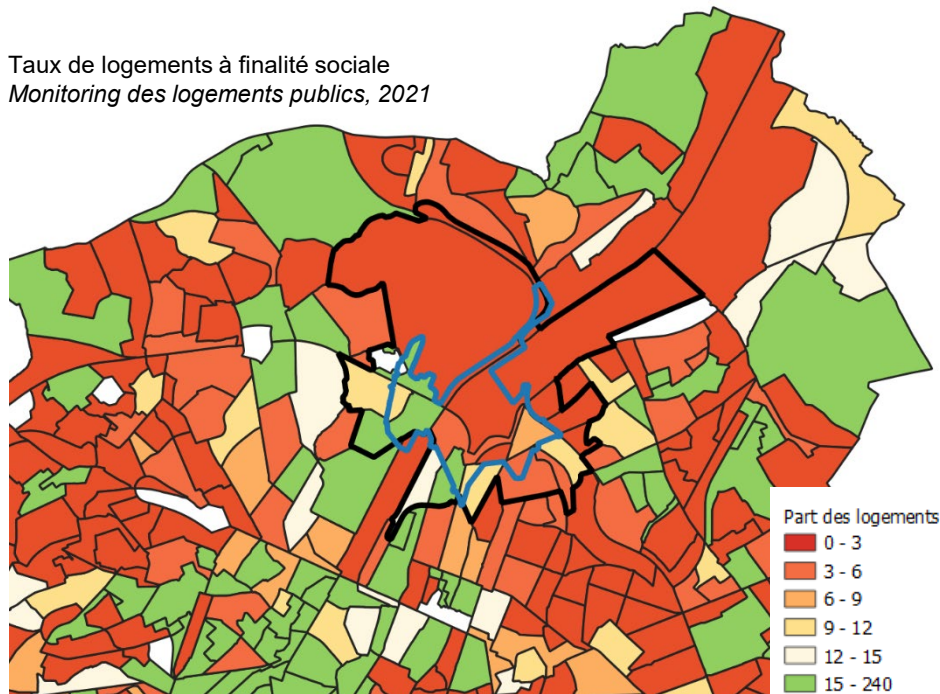 Taux de logements à finalité sociale
Monitoring des logements publics, 2021
Part des logements
0 - 3
3 - 6
6 - 9
9 - 12
12 - 15
15 - 240